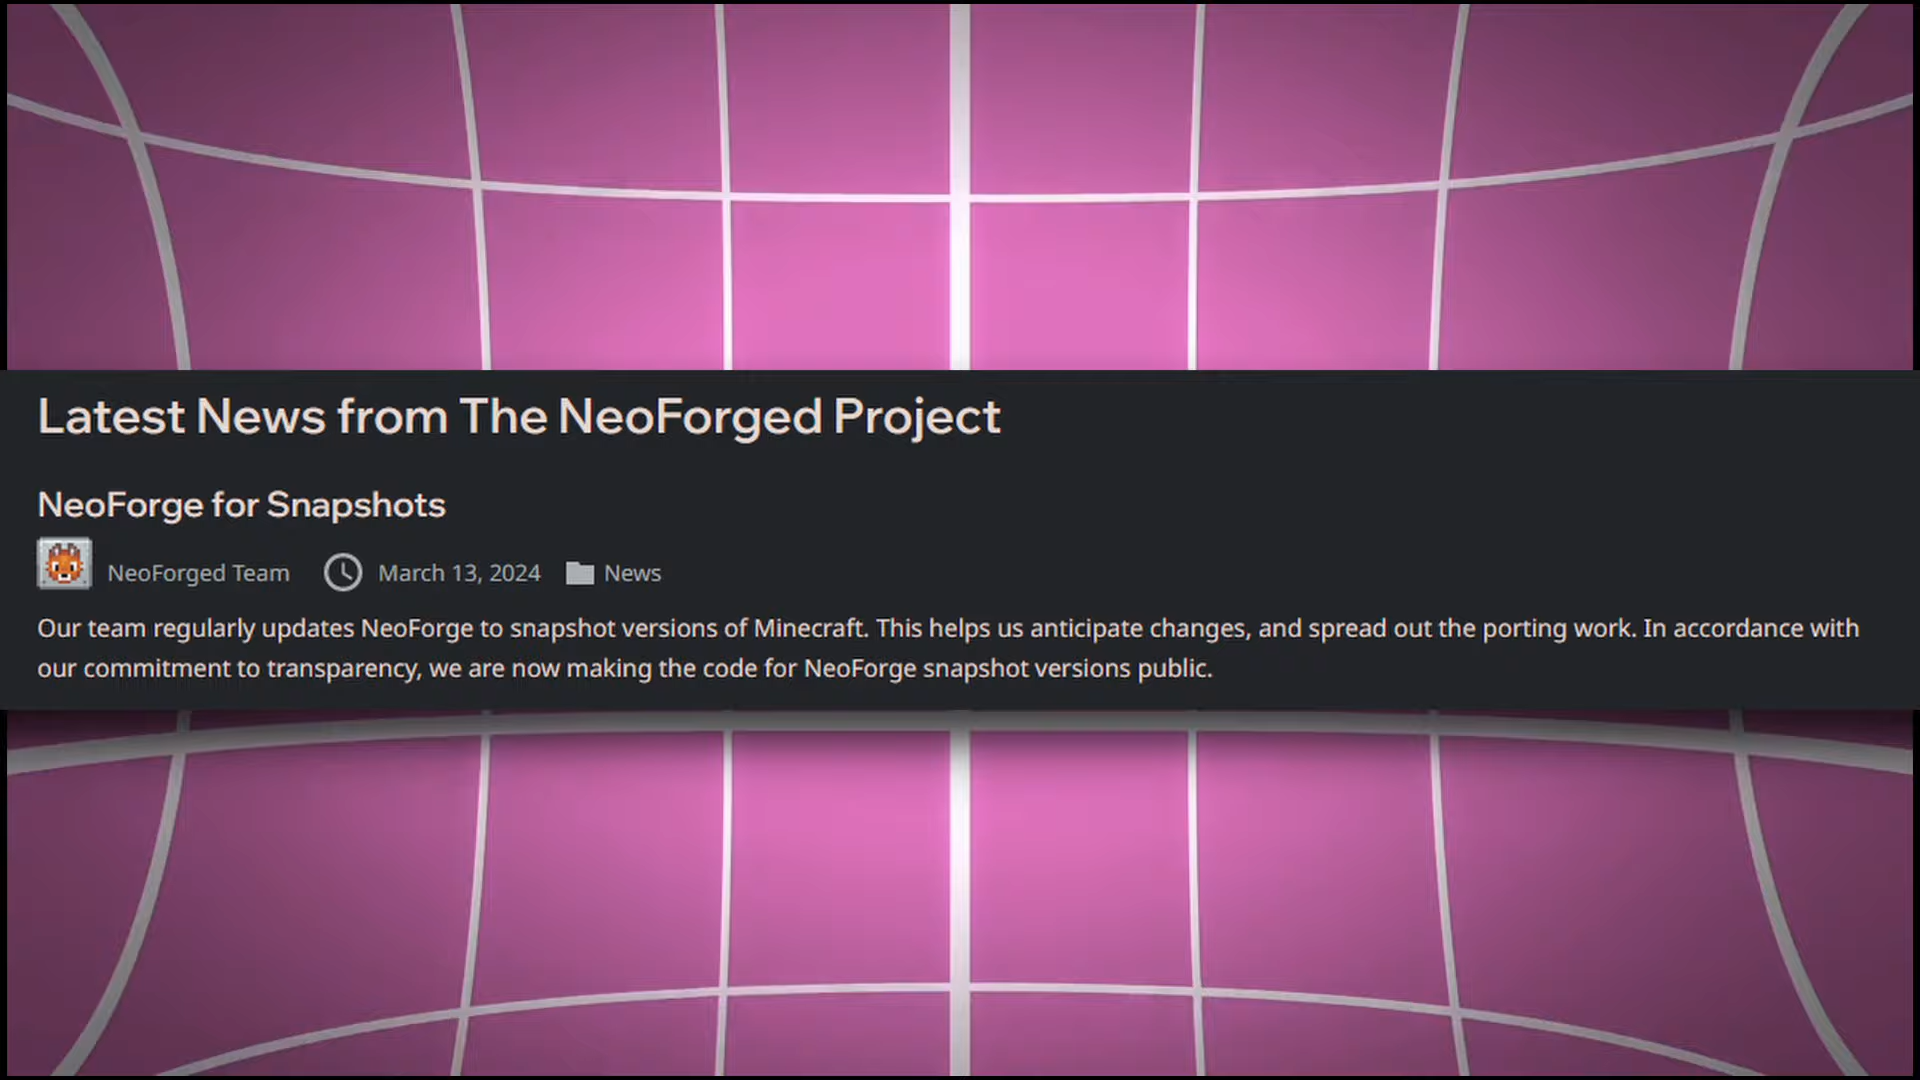 Latest News from The NeoForged Project
NeoForge for Snapshots
NeoForged Team March 13, 2024 News
Our team regularly updates NeoForge to snapshot versions of Minecraft. This helps us anticipate changes, and spread out the porting work. In accordance with
our commitment to transparency, we are now making the code for NeoForge snapshot versions public.